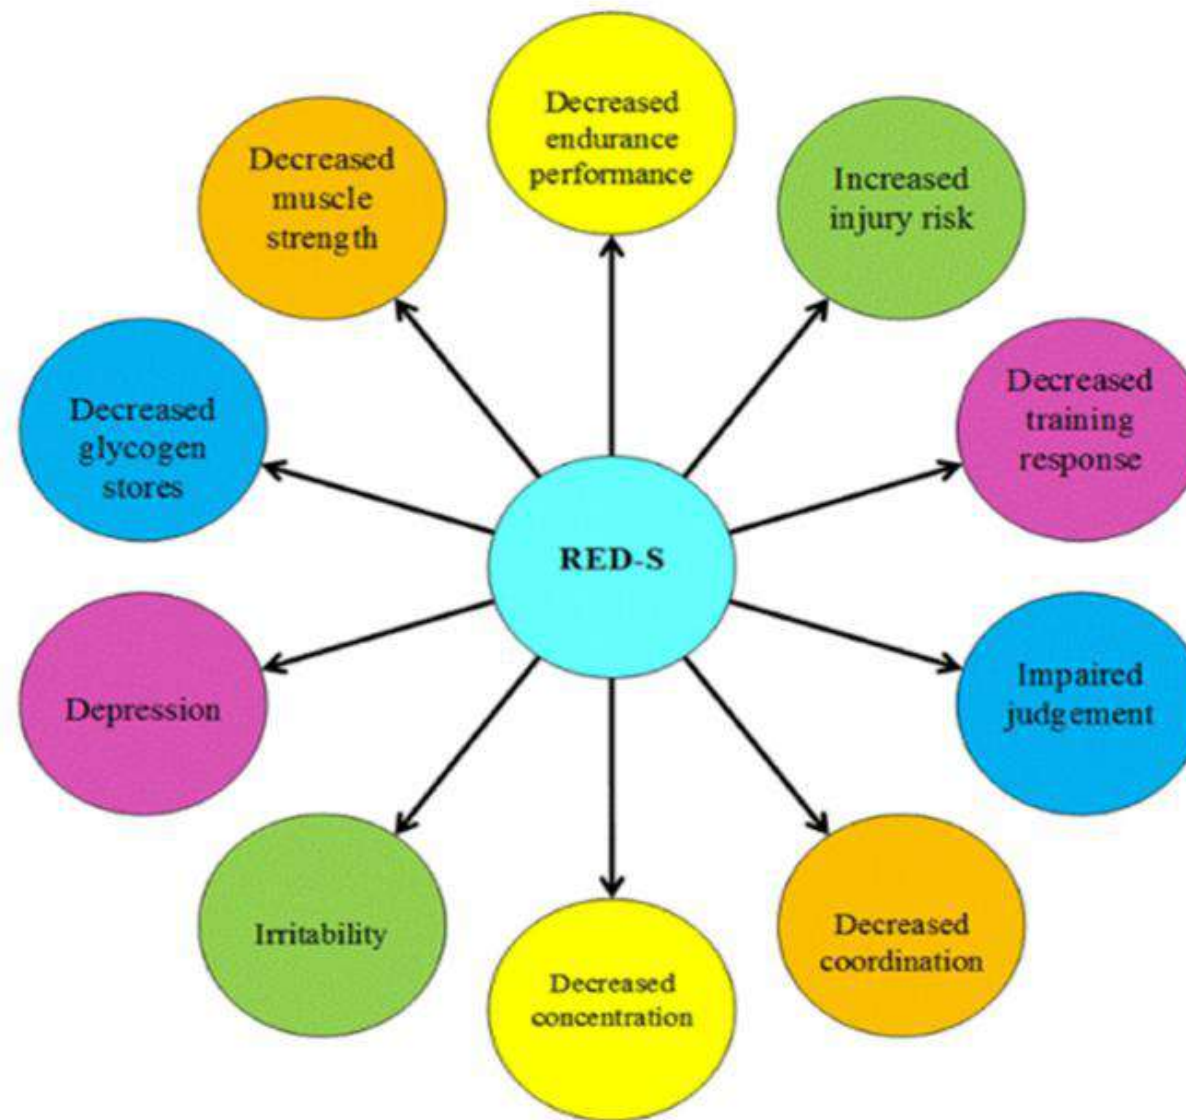 Decreased
endurance
performance
Increased
injury risk
Decreased
training
response
Impaired
judgement
Decreased
coordination
Decreased
concentration
Irritability
Depression
Decreased
glycogen
stores
Decreased
muscle
strength
RED-S